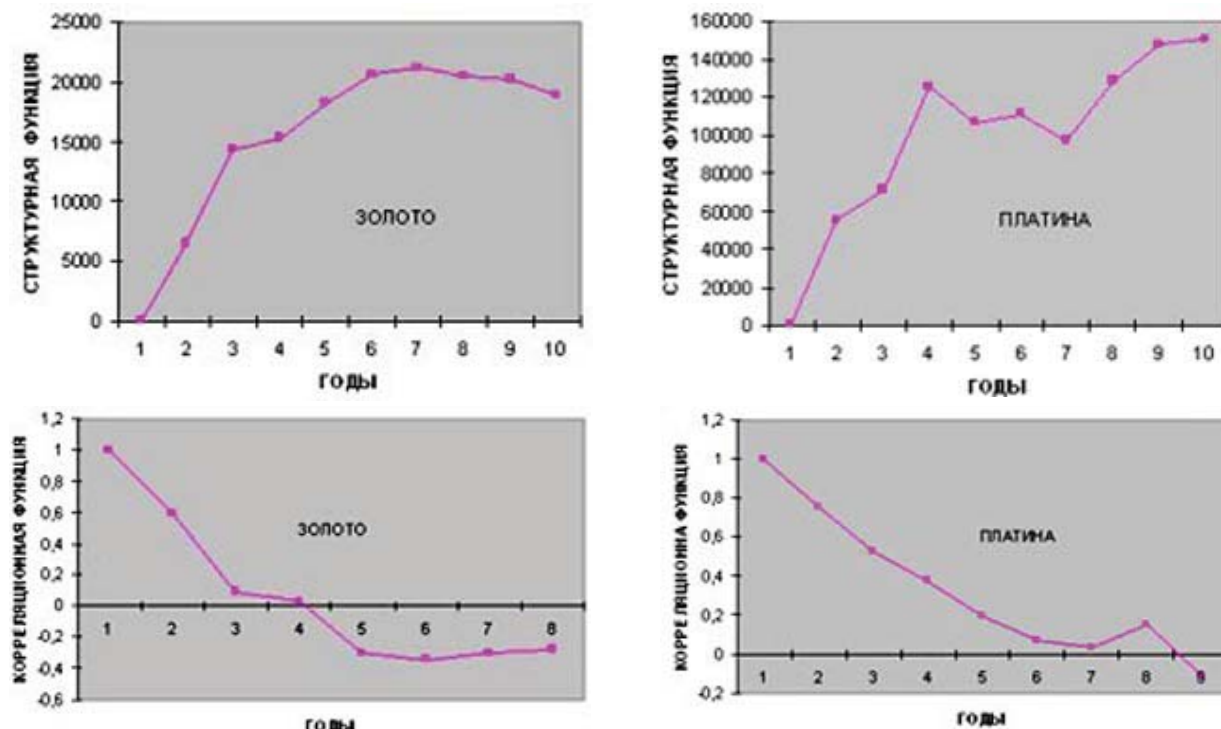 СТРУКТУРНАЯ ФУНКЦИЯ
25000
20000
15000
10000
5000
0
ЗОЛОТО
1 2 3 4 5 6 7 8 9 10
ГОДЫ
СТРУКТУРНАЯ ФУНКЦИЯ
160000
140000
120000
100000
80000
60000
40000
20000
0
ПЛАТИНА
1 2 3 4 5 6 7 8 9 10
ГОДЫ
КОРРЕЛЯЦИОННАЯ ФУНКЦИЯ
1,2
1
0,8
0,6
0,4
0,2
0
-0,2
-0,4
-0,6
ЗОЛОТО
1 2 3 4 5 6 7 8
ГОДЫ
КОРРЕЛЯЦИОННА ФУНКЦИЯ
1,2
1
0,8
0,6
0,4
0,2
0
-0,2
ПЛАТИНА
1 2 3 4 5 6 7 8 9
ГОДЫ